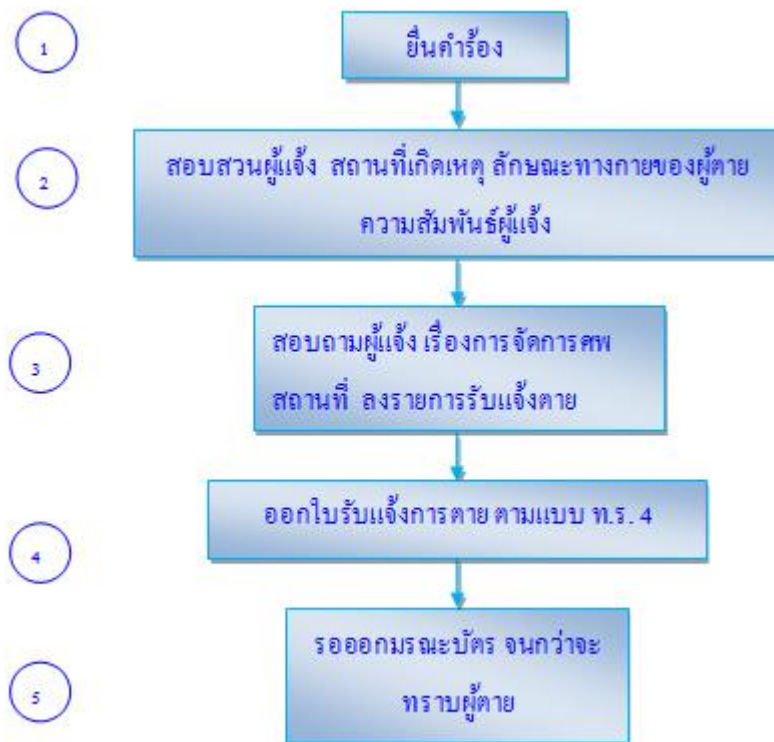 1
ยื่นคำร้อง
2
สอบสวนผู้แจ้ง สถานที่เกิดเหตุ ลักษณะทางกายของผู้ตาย
ความสัมพันธ์ผู้แจ้ง
3
สอบถามผู้แจ้ง เรื่องการจัดการศพ
สถานที่ ลงรายการรับแจ้งตาย
4
ออกใบรับแจ้งการตาย ตามแบบ ท.ร. 4
5
รอออกมรณะบัตร จนกว่าจะ
ทราบผู้ตาย